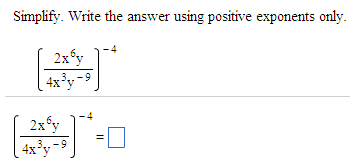 Simplify. Write the answer using positive exponents only.
[2x⁶y / 4x³y⁻⁹]⁻⁴
[2x⁶y / 4x³y⁻⁹]⁻⁴ = □